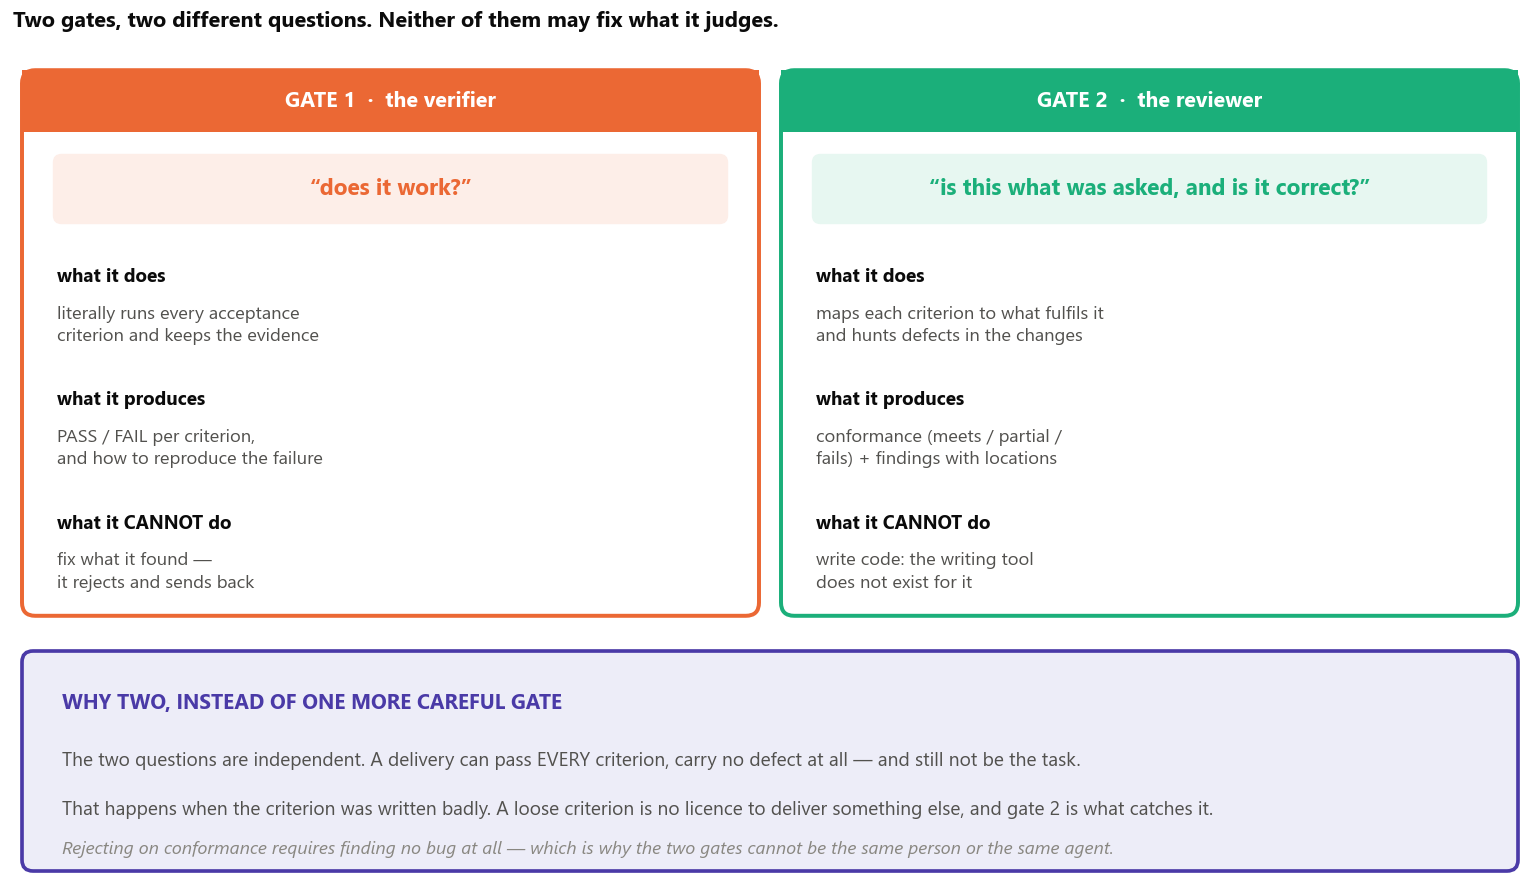 Two gates, two different questions. Neither of them may fix what it judges.
GATE 1 · the verifier
“does it work?”
what it does
literally runs every acceptance
criterion and keeps the evidence
what it produces
PASS / FAIL per criterion,
and how to reproduce the failure
what it CANNOT do
fix what it found —
it rejects and sends back
GATE 2 · the reviewer
“is this what was asked, and is it correct?”
what it does
maps each criterion to what fulfils it
and hunts defects in the changes
what it produces
conformance (meets / partial /
fails) + findings with locations
what it CANNOT do
write code: the writing tool
does not exist for it
WHY TWO, INSTEAD OF ONE MORE CAREFUL GATE
The two questions are independent. A delivery can pass EVERY criterion, carry no defect at all — and still not be the task.
That happens when the criterion was written badly. A loose criterion is no licence to deliver something else, and gate 2 is what catches it.
Rejecting on conformance requires finding no bug at all — which is why the two gates cannot be the same person or the same agent.